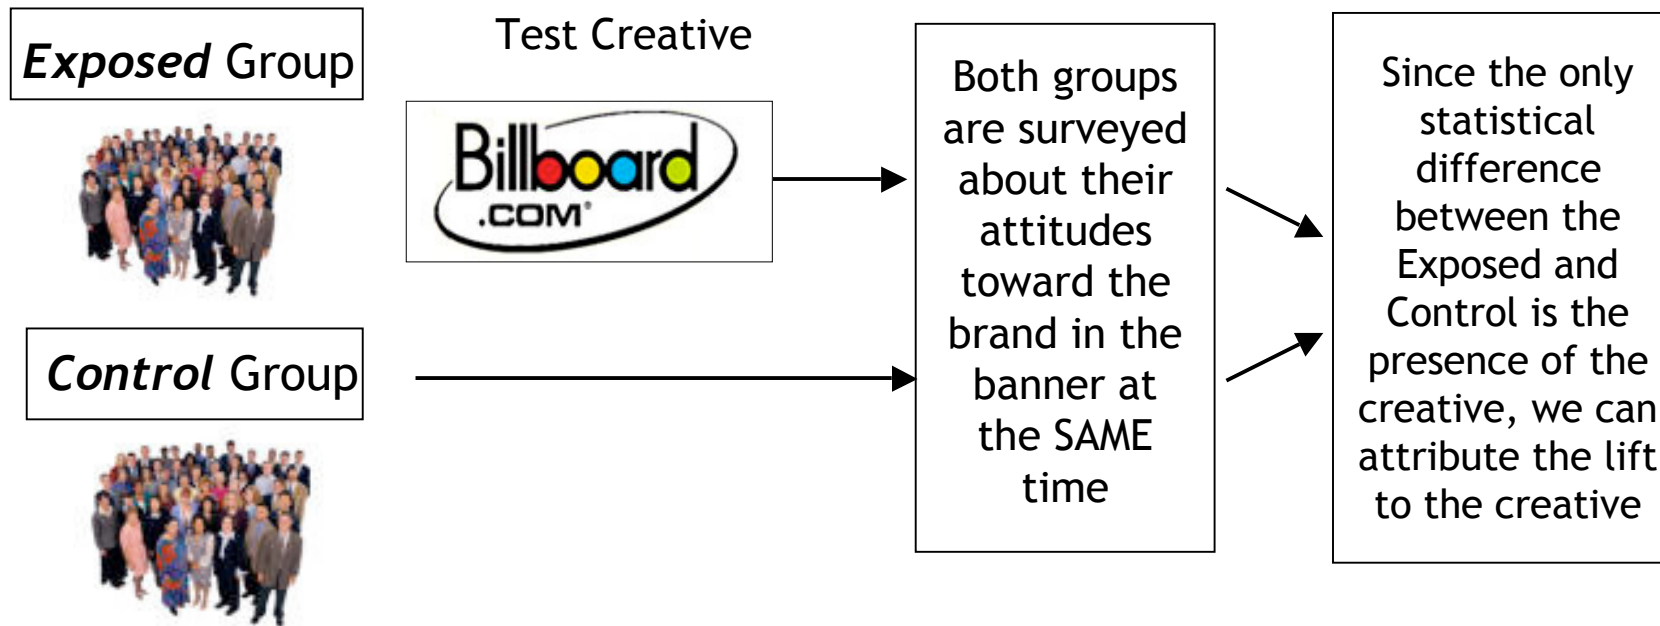 Exposed Group
Test Creative
Billboard
.COM®
Control Group
Both groups
are surveyed
about their
attitudes
toward the
brand in the
banner at
the SAME
time
Since the only
statistical
difference
between the
Exposed and
Control is the
presence of the
creative, we can
attribute the lift
to the creative